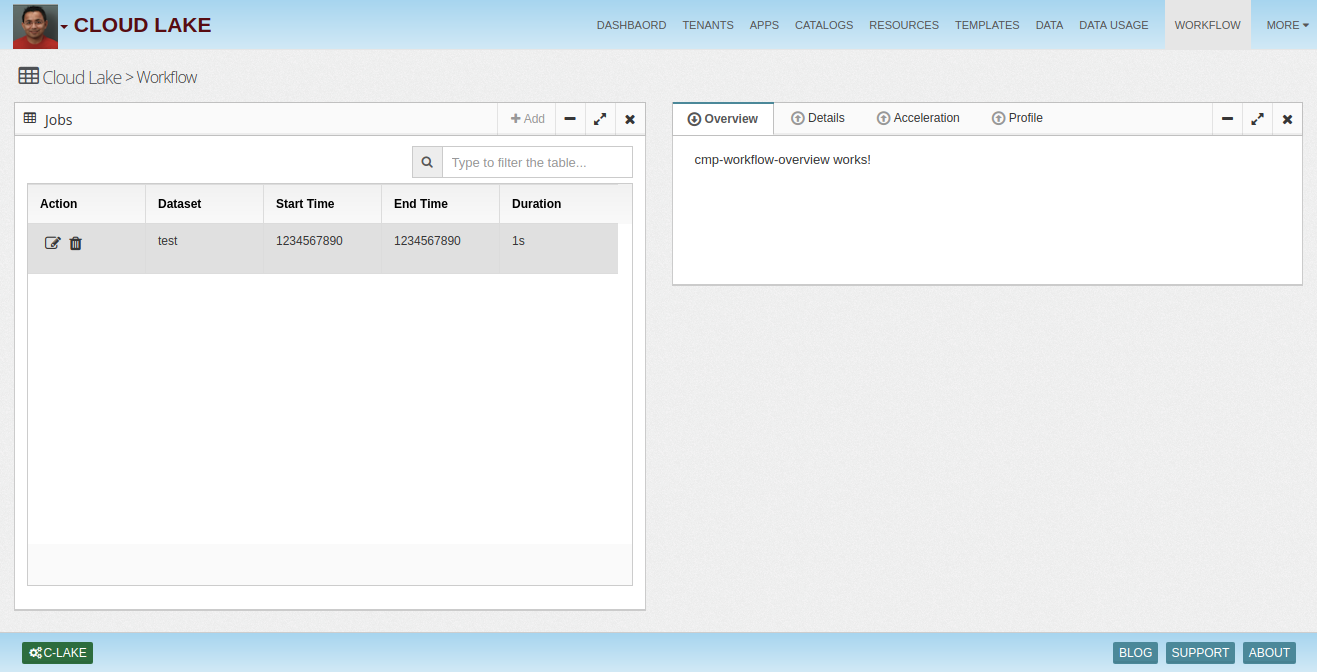 CLOUD LAKE
DASHBAORD TENANTS APPS CATALOGS RESOURCES TEMPLATES DATA DATA USAGE WORKFLOW MORE
Cloud Lake > Workflow
Jobs
Add
Type to filter the table...
Action Dataset Start Time End Time Duration
test 1234567890 1234567890 1s
Overview Details Acceleration Profile
cmp-workflow-overview works!
C-LAKE
BLOG SUPPORT ABOUT